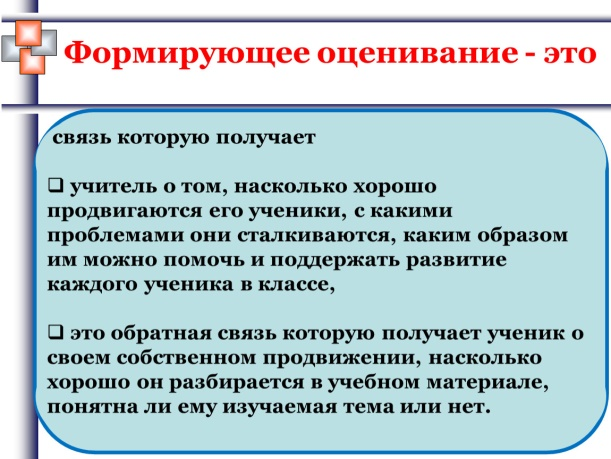 Формирующее оценивание - это
связь которую получает
❑ учитель о том, насколько хорошо
продвигаются его ученики, с какими
проблемами они сталкиваются, каким образом
им можно помочь и поддержать развитие
каждого ученика в классе,
❑ это обратная связь которую получает ученик о
своем собственном продвижении, насколько
хорошо он разбирается в учебном материале,
понятна ли ему изучаемая тема или нет.